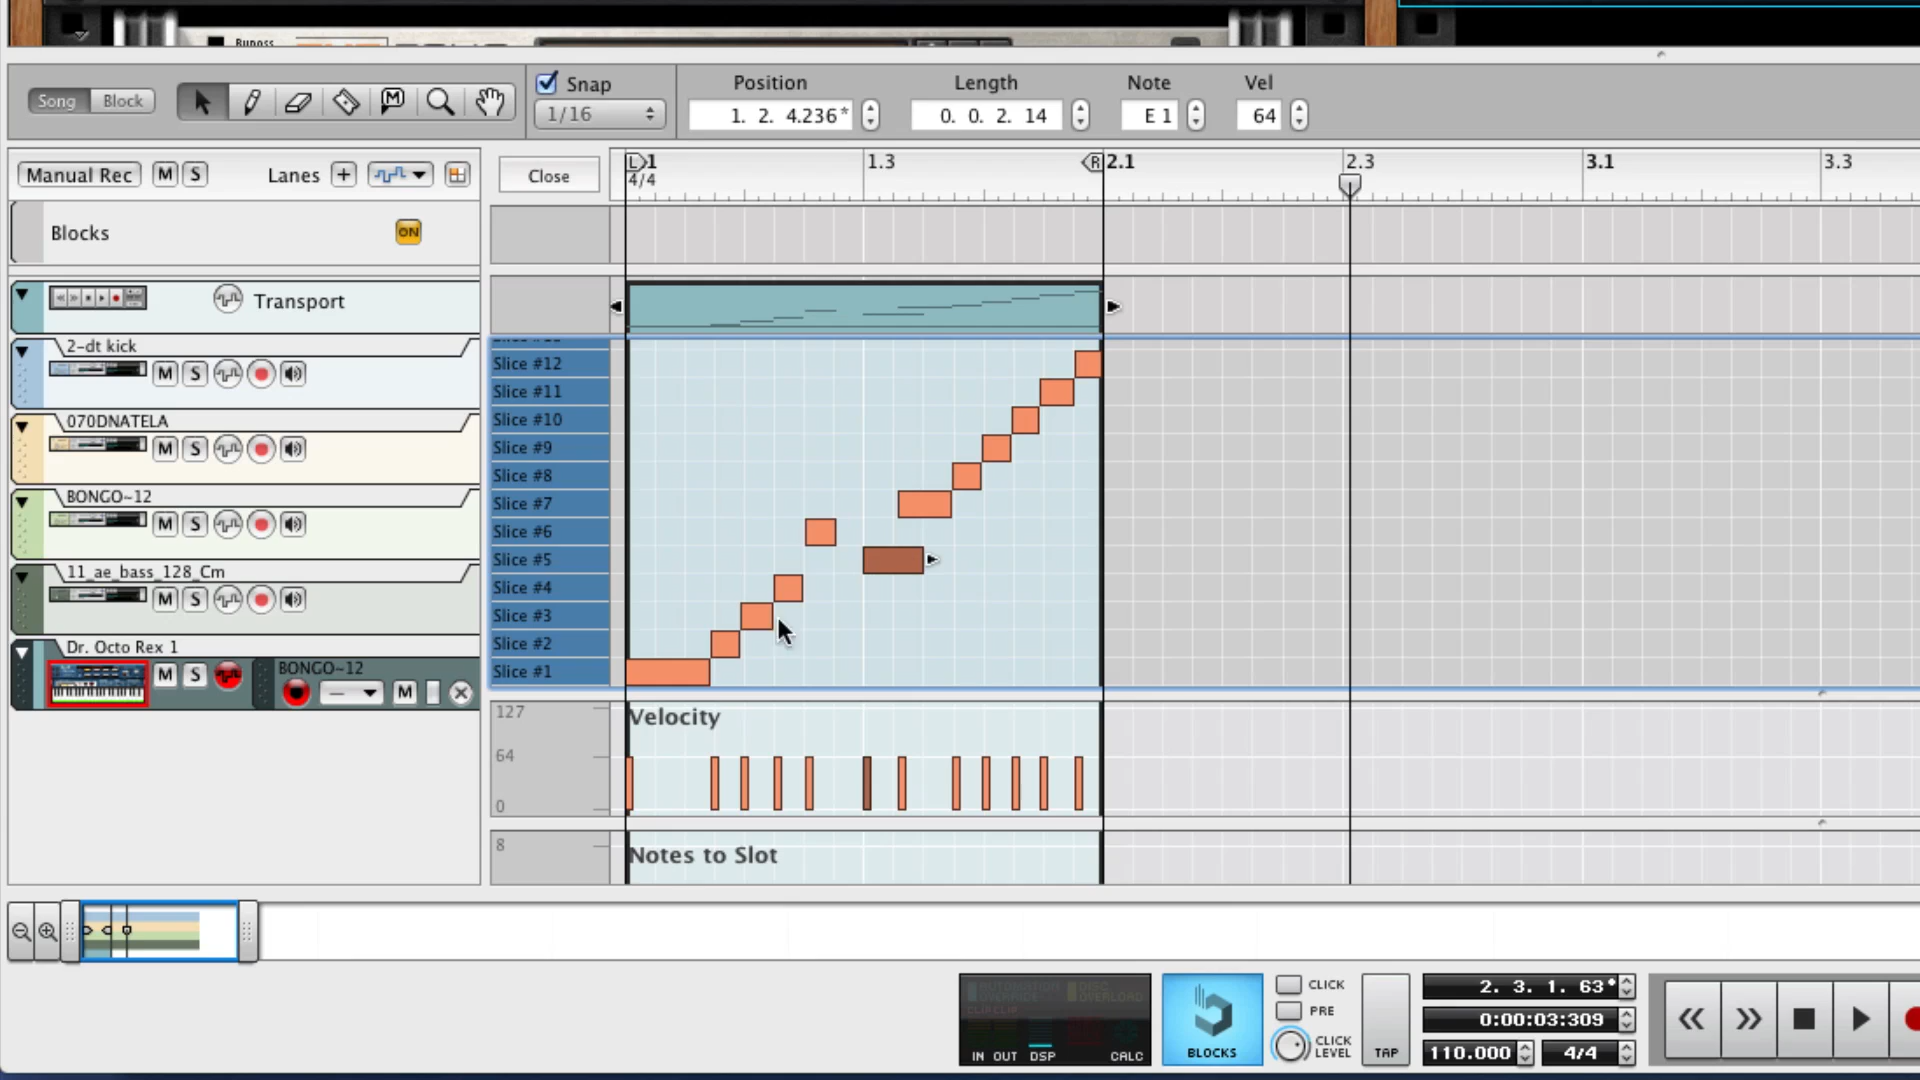 Bypass
Song
Block
Snap
1/16
Position
1. 2. 4.236*
Length
0. 0. 2. 14
Note
E 1
Vel
64
Manual Rec
M
S
Lanes
+
Close
L
1
4/4
1.3
R
2.1
2.3
3.1
3.3
Blocks
ON
Transport
2-dt kick
M
S
070DNATELA
M
S
BONGO~12
M
S
11_ae_bass_128_Cm
M
S
Dr. Octo Rex 1
M
S
BONGO~12
—
M
Slice #12
Slice #11
Slice #10
Slice #9
Slice #8
Slice #7
Slice #6
Slice #5
Slice #4
Slice #3
Slice #2
Slice #1
127
64
0
Velocity
8
Notes to Slot
AUTOMATION
OVERRIDE
DISC
OVERLOAD
IN OUT DSP CALC
BLOCKS
CLICK
PRE
CLICK
LEVEL
TAP
2. 3. 1. 63*
0:00:03:309
110.000
4/4